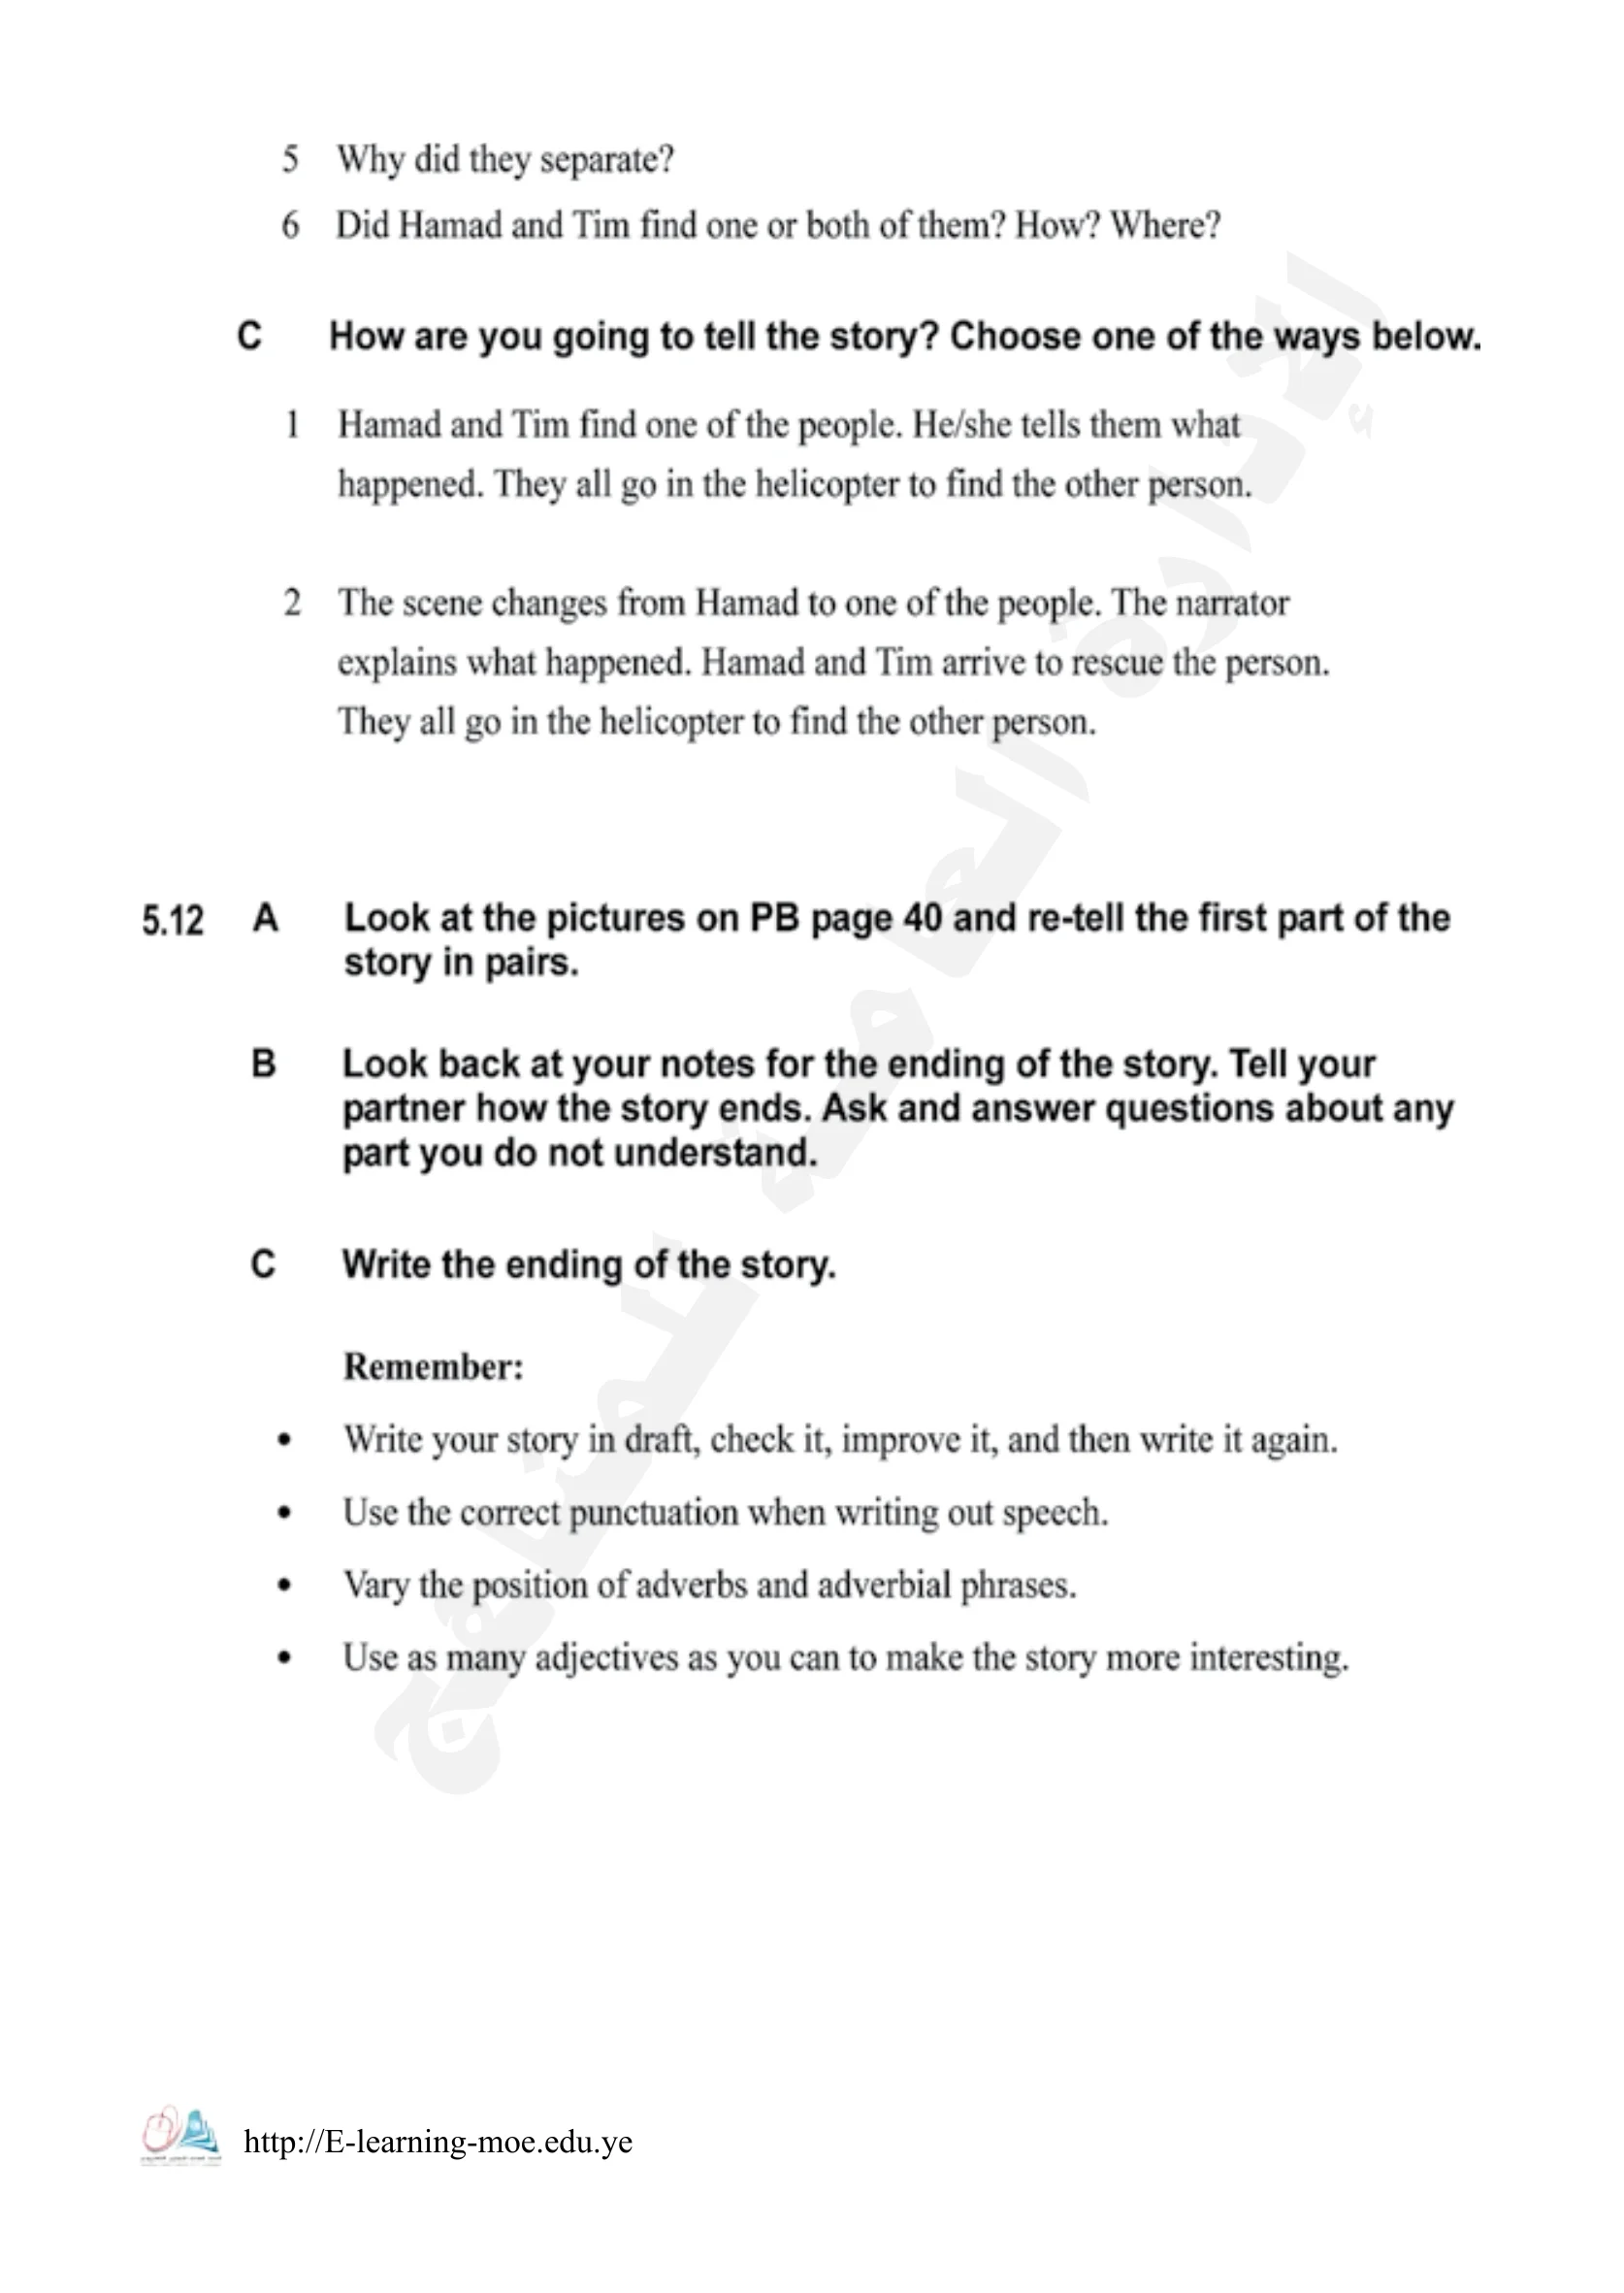 5 Why did they separate?
6 Did Hamad and Tim find one or both of them? How? Where?
C How are you going to tell the story? Choose one of the ways below.
1 Hamad and Tim find one of the people. He/she tells them what
happened. They all go in the helicopter to find the other person.
2 The scene changes from Hamad to one of the people. The narrator
explains what happened. Hamad and Tim arrive to rescue the person.
They all go in the helicopter to find the other person.
5.12 A Look at the pictures on PB page 40 and re-tell the first part of the
story in pairs.
B Look back at your notes for the ending of the story. Tell your
partner how the story ends. Ask and answer questions about any
part you do not understand.
C Write the ending of the story.
Remember:
• Write your story in draft, check it, improve it, and then write it again.
• Use the correct punctuation when writing out speech.
• Vary the position of adverbs and adverbial phrases.
• Use as many adjectives as you can to make the story more interesting.
الإدارة العامة للمناهج
http://E-learning-moe.edu.ye